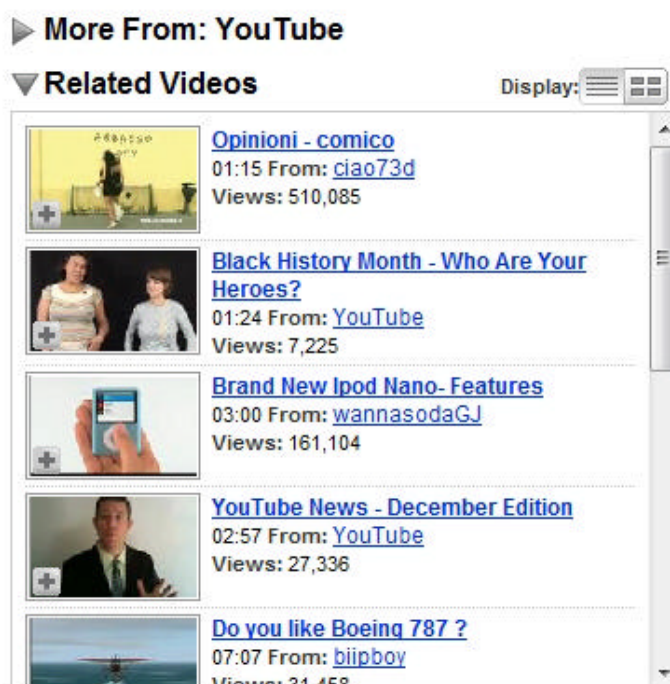 More From: YouTube
Related Videos
Display:
Opinioni - comico
01:15 From: ciao73d
Views: 510,085
Black History Month - Who Are Your
Heroes?
01:24 From: YouTube
Views: 7,225
Brand New Ipod Nano- Features
03:00 From: wannasodaGJ
Views: 161,104
YouTube News - December Edition
02:57 From: YouTube
Views: 27,336
Do you like Boeing 787 ?
07:07 From: biipboy
Views: 31,458